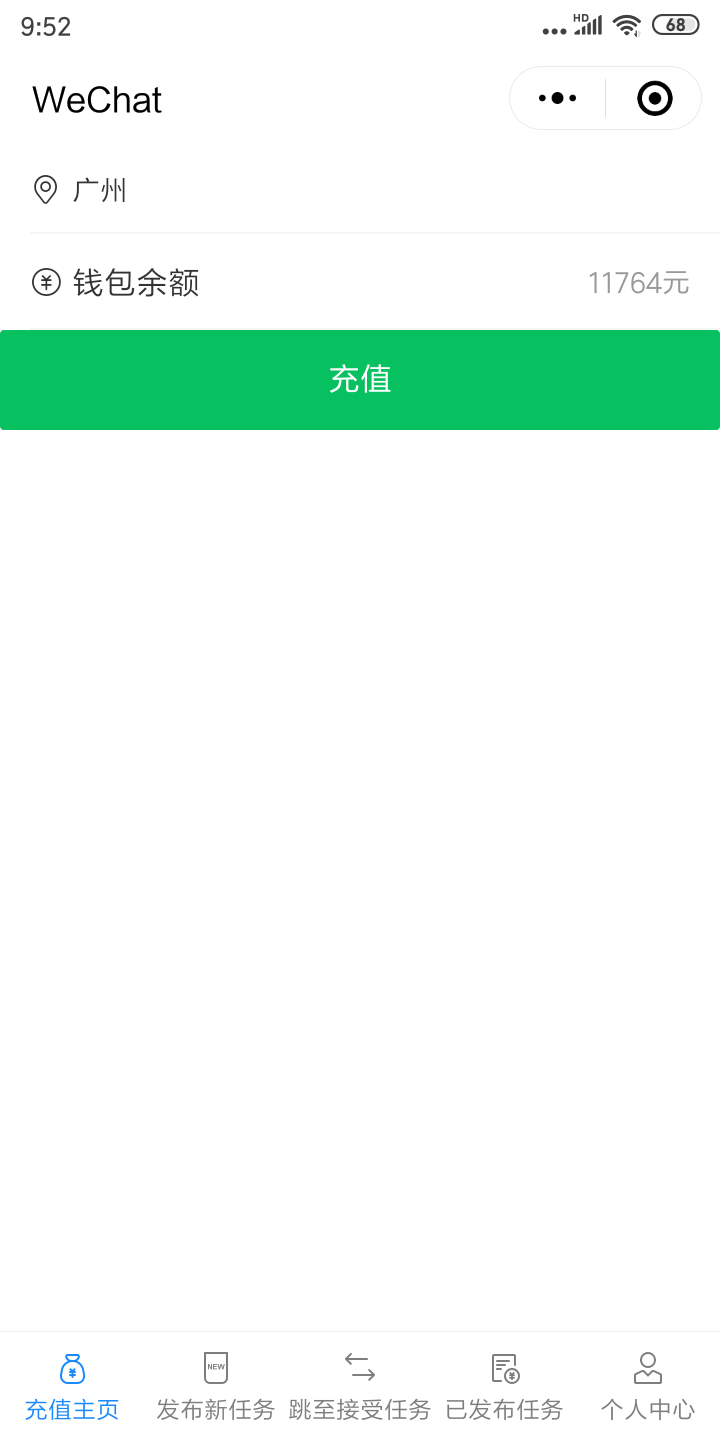 9:52
HD
68
WeChat
广州
钱包余额
11764元
充值
NEW
充值主页
发布新任务
跳至接受任务
已发布任务
个人中心